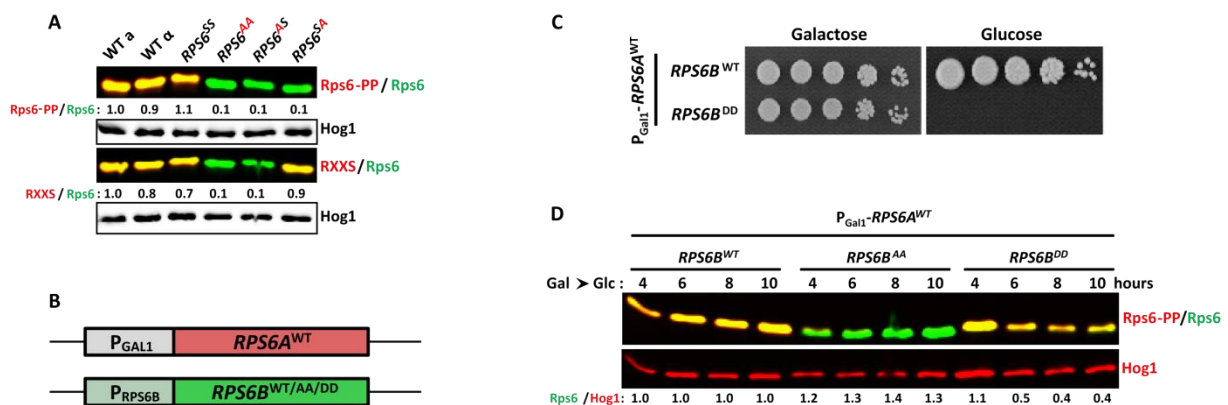 A
WT a WT α RPS6SS RPS6AA RPS6AS RPS6SA
Rps6-PP/Rps6
Rps6-PP/Rps6: 1.0 0.9 1.1 0.1 0.1 0.1
Hog1
RXXS/Rps6
RXXS/Rps6: 1.0 0.8 0.7 0.1 0.1 0.9
Hog1
B
PGAL1 RPS6AWT
PRPS6B RPS6BWT/AA/DD
C
Galactose Glucose
PGal1-RPS6AWT
RPS6BWT
RPS6BDD
D
PGal1-RPS6AWT
RPS6BWT RPS6BAA RPS6BDD
Gal ➤ Glc: 4 6 8 10 4 6 8 10 4 6 8 10 hours
Rps6-PP/Rps6
Hog1
Rps6/Hog1: 1.0 1.0 1.0 1.0 1.2 1.3 1.4 1.3 1.1 0.5 0.4 0.4